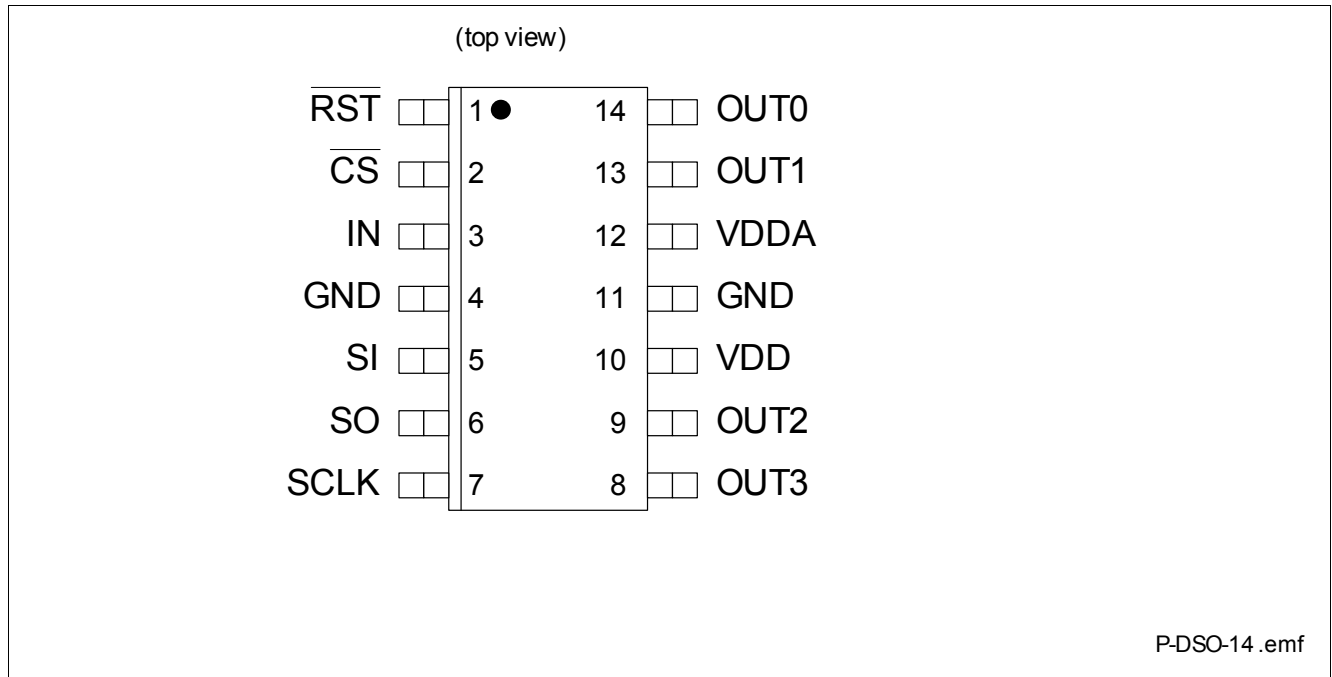 (top view)
RST 1 14 OUT0
CS 2 13 OUT1
IN 3 12 VDDA
GND 4 11 GND
SI 5 10 VDD
SO 6 9 OUT2
SCLK 7 8 OUT3
P-DSO-14.emf